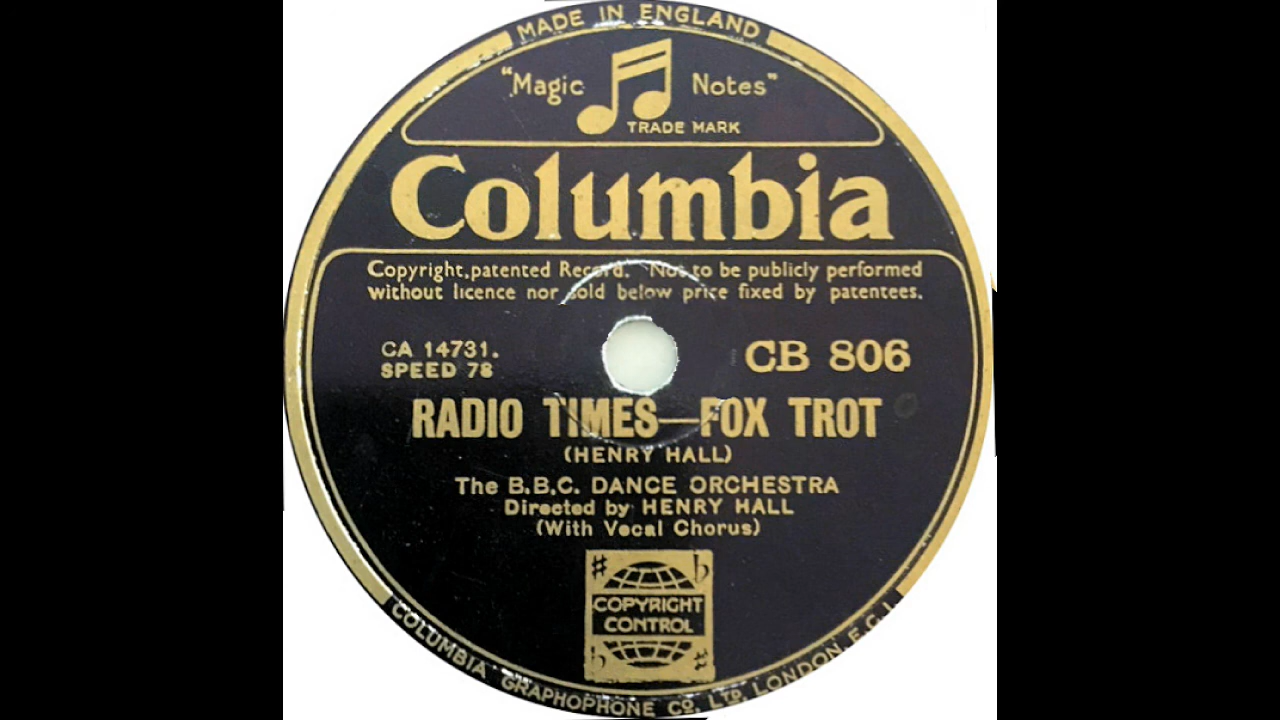 MADE IN ENGLAND
"Magic Notes"
TRADE MARK
Columbia
Copyright, patented Record. Not to be publicly performed
without licence nor sold below price fixed by patentees.
CA 14731.
SPEED 78
CB 806
RADIO TIMES—FOX TROT
(HENRY HALL)
The B.B.C. DANCE ORCHESTRA
Directed by HENRY HALL
(With Vocal Chorus)
COPYRIGHT
CONTROL
COLUMBIA GRAPHOPHONE CO. LTD. LONDON. E.C.1.